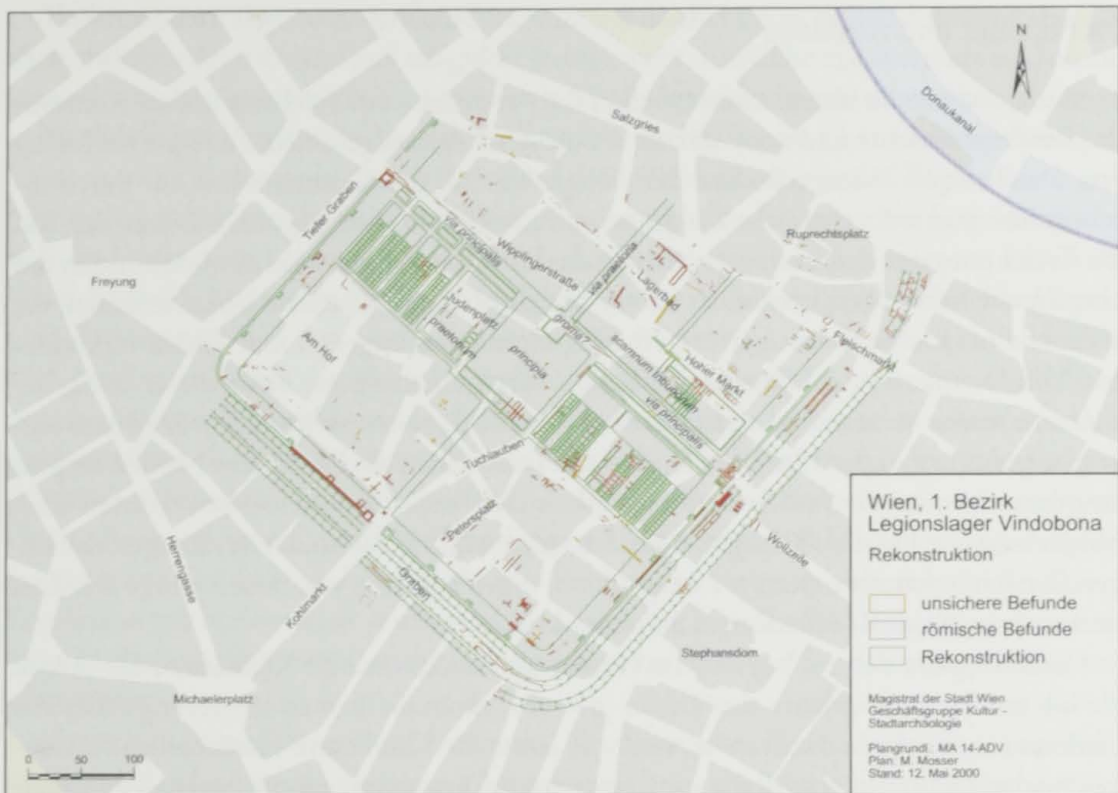 N
Donaukanal
Salzgries
Ruprechtsplatz
Tiefer Graben
via principalis
Wipplingerstraße
via praetoria
Lagerbad
Freyung
Judenplatz
praetorium
groma?
Fleischmarkt
Am Hof
principia
scamnum tribunorum
Hoher Markt
via principalis
Tuchlauben
Petersplatz
Wollzeile
Herrengasse
Graben
Kohlmarkt
Stephansdom
Michaelerplatz
0 50 100
Wien, 1. Bezirk
Legionslager Vindobona
Rekonstruktion
unsichere Befunde
römische Befunde
Rekonstruktion
Magistrat der Stadt Wien
Geschäftsgruppe Kultur -
Stadtarchäologie
Plangrundl.: MA 14-ADV
Plan: M. Mosser
Stand: 12. Mai 2000